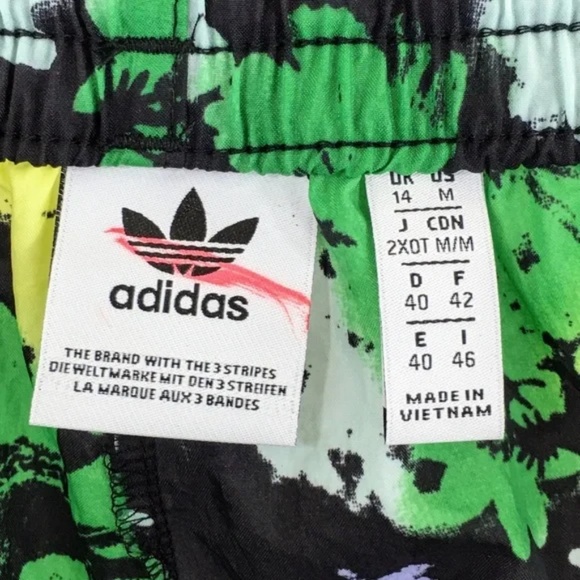 adidas
THE BRAND WITH THE 3 STRIPES
DIE WELTMARKE MIT DEN 3 STREIFEN
LA MARQUE AUX 3 BANDES
UK US
14 M
J CDN
2XOT M/M
D F
40 42
E I
40 46
MADE IN
VIETNAM